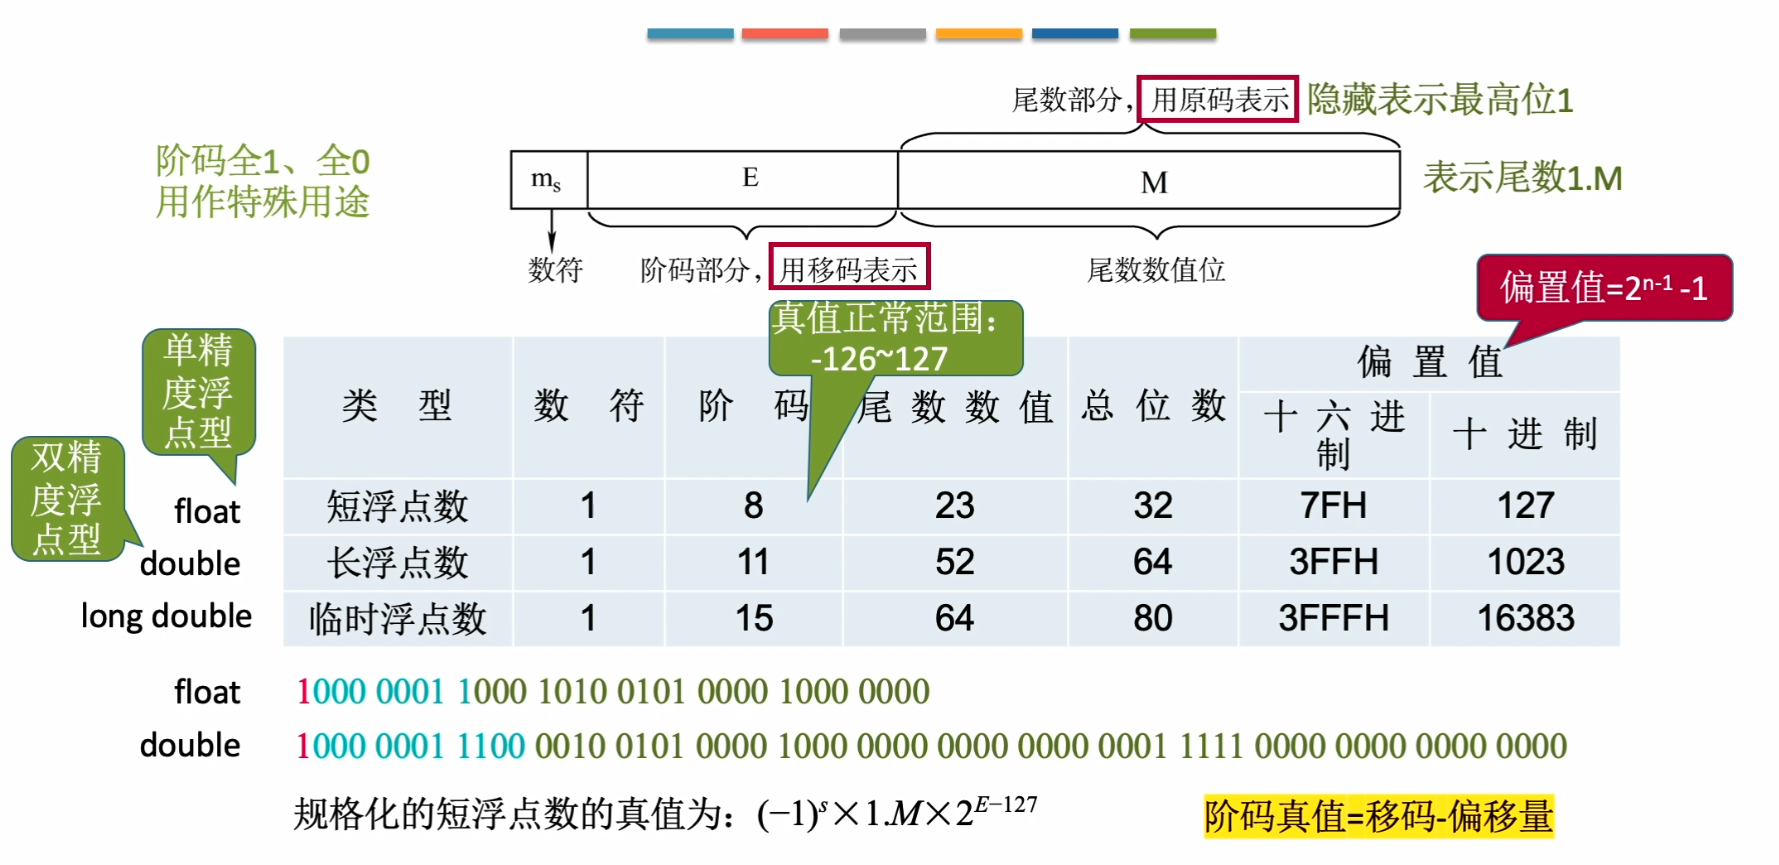 尾数部分，用原码表示 隐藏表示最高位1
阶码全1、全0
用作特殊用途
mₛ E M 表示尾数1.M
数符 阶码部分，用移码表示 尾数数值位
偏置值=2ⁿ⁻¹ -1
真值正常范围：
-126~127
单精
度浮
点型
双精
度浮
点型
类 型 数 符 阶 码 尾数数值 总位数 偏 置 值
十六进制 十进制
float 短浮点数 1 8 23 32 7FH 127
double 长浮点数 1 11 52 64 3FFH 1023
long double 临时浮点数 1 15 64 80 3FFFH 16383
float 1000 0001 1000 1010 0101 0000 1000 0000
double 1000 0001 1100 0010 0101 0000 1000 0000 0000 0000 0001 1111 0000 0000 0000 0000
规格化的短浮点数的真值为：(−1)ˢ×1.M×2ᴱ⁻¹²⁷ 阶码真值=移码-偏移量